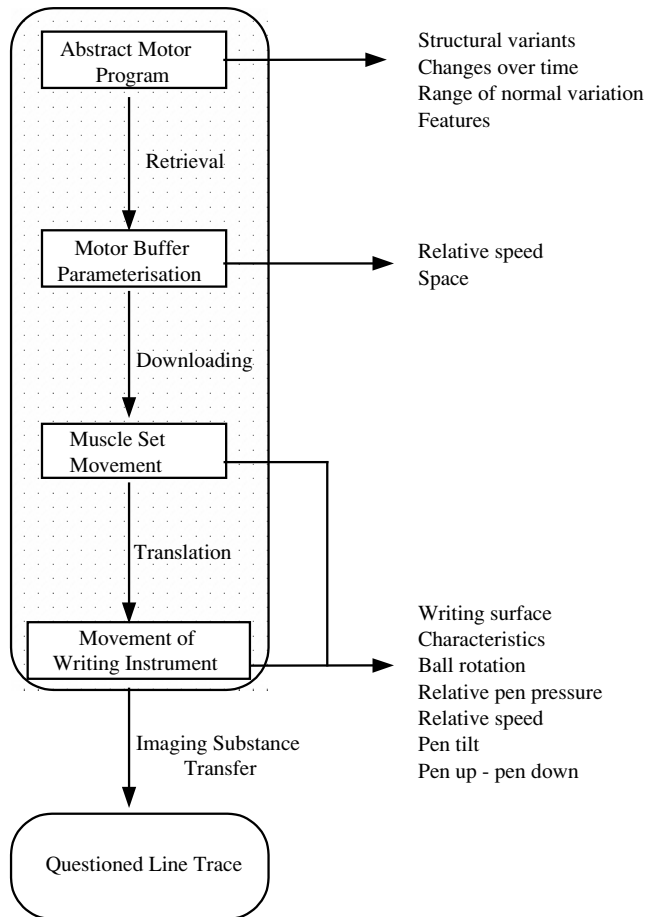 Abstract Motor
Program
Structural variants
Changes over time
Range of normal variation
Features
Retrieval
Motor Buffer
Parameterisation
Relative speed
Space
Downloading
Muscle Set
Movement
Translation
Movement of
Writing Instrument
Writing surface
Characteristics
Ball rotation
Relative pen pressure
Relative speed
Pen tilt
Pen up - pen down
Imaging Substance
Transfer
Questioned Line Trace